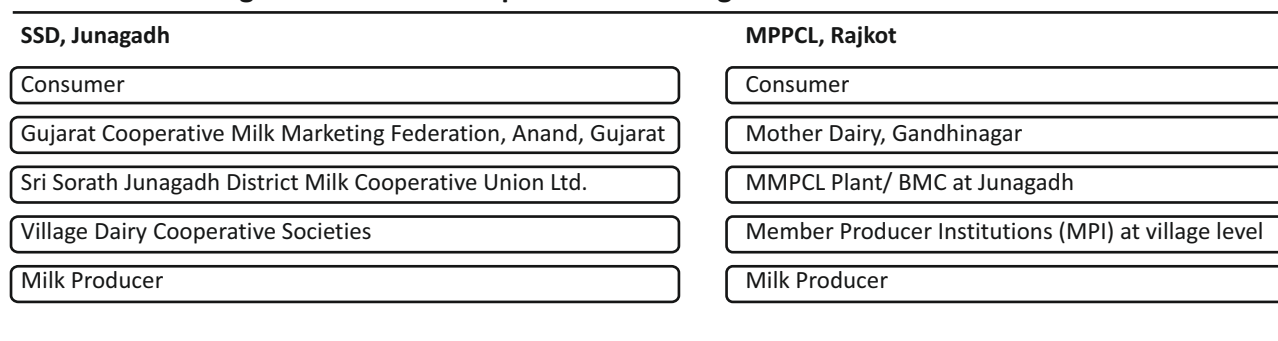 SSD, Junagadh
Consumer
Gujarat Cooperative Milk Marketing Federation, Anand, Gujarat
Sri Sorath Junagadh District Milk Cooperative Union Ltd.
Village Dairy Cooperative Societies
Milk Producer
MPPCL, Rajkot
Consumer
Mother Dairy, Gandhinagar
MMPCL Plant/ BMC at Junagadh
Member Producer Institutions (MPI) at village level
Milk Producer